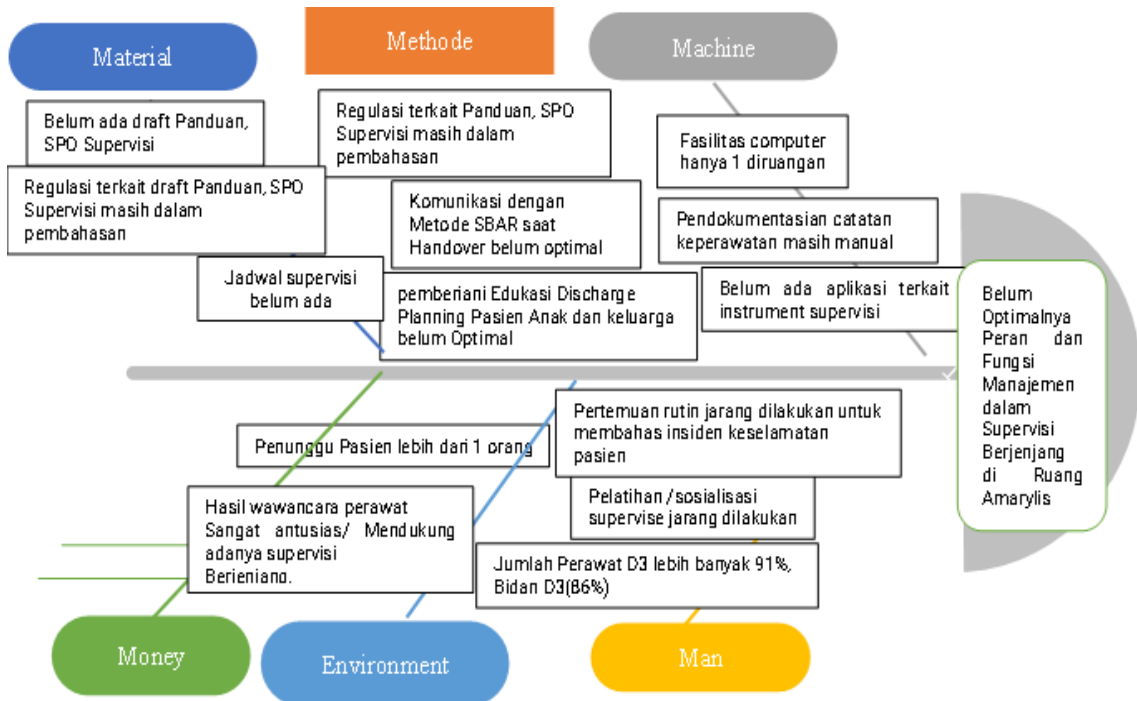 Material
Methode
Machine
Belum ada draft Panduan,
SPO Supervisi
Regulasi terkait draft Panduan, SPO
Supervisi masih dalam
pembahasan
Jadwal supervisi
belum ada
Regulasi terkait Panduan, SPO
Supervisi masih dalam
pembahasan
Komunikasi dengan
Metode SBAR saat
Handover belum optimal
pemberiani Edukasi Discharge
Planning Pasien Anak dan keluarga
belum Optimal
Fasilitas computer
hanya 1 diruangan
Pendokumentasian catatan
keperawatan masih manual
Belum ada aplikasi terkait
instrument supervisi
Belum
Optimalnya
Peran dan
Fungsi
Manajemen
dalam
Supervisi
Berjenjang
di Ruang
Amarylis
Penunggu Pasien lebih dari 1 orang
Hasil wawancara perawat
Sangat antusias/ Mendukung
adanya supervisi
Berjenjang.
Pertemuan rutin jarang dilakukan untuk
membahas insiden keselamatan
pasien
Pelatihan /sosialisasi
supervise jarang dilakukan
Jumlah Perawat D3 lebih banyak 91%,
Bidan D3(86%)
Money
Environment
Man